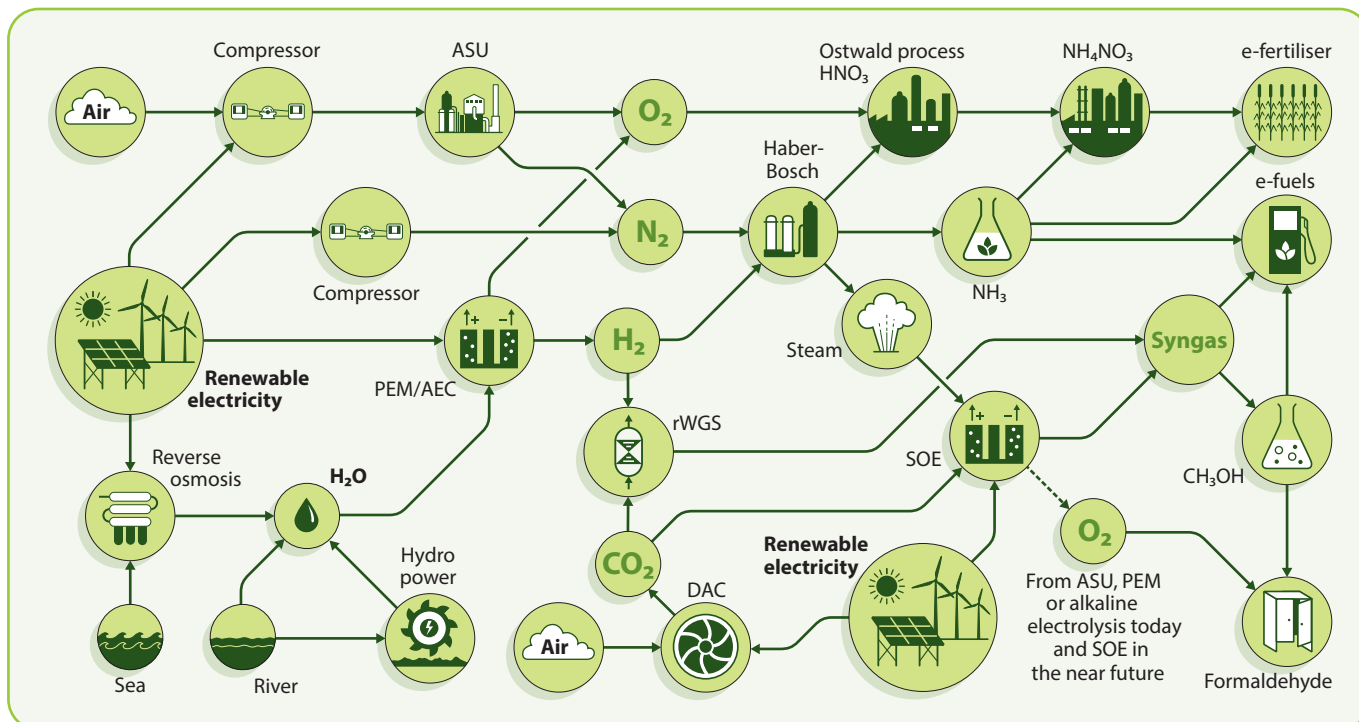 Compressor
ASU
Ostwald process
HNO₃
NH₄NO₃
e-fertiliser
Air
O₂
Haber-
Bosch
e-fuels
N₂
Compressor
NH₃
H₂
Steam
Syngas
Renewable
electricity
PEM/AEC
rWGS
SOE
CH₃OH
Reverse
osmosis
H₂O
Hydro
power
CO₂
Renewable
electricity
O₂
DAC
From ASU, PEM
or alkaline
electrolysis today
and SOE in
the near future
Air
Sea
River
Formaldehyde
+
–
+
–